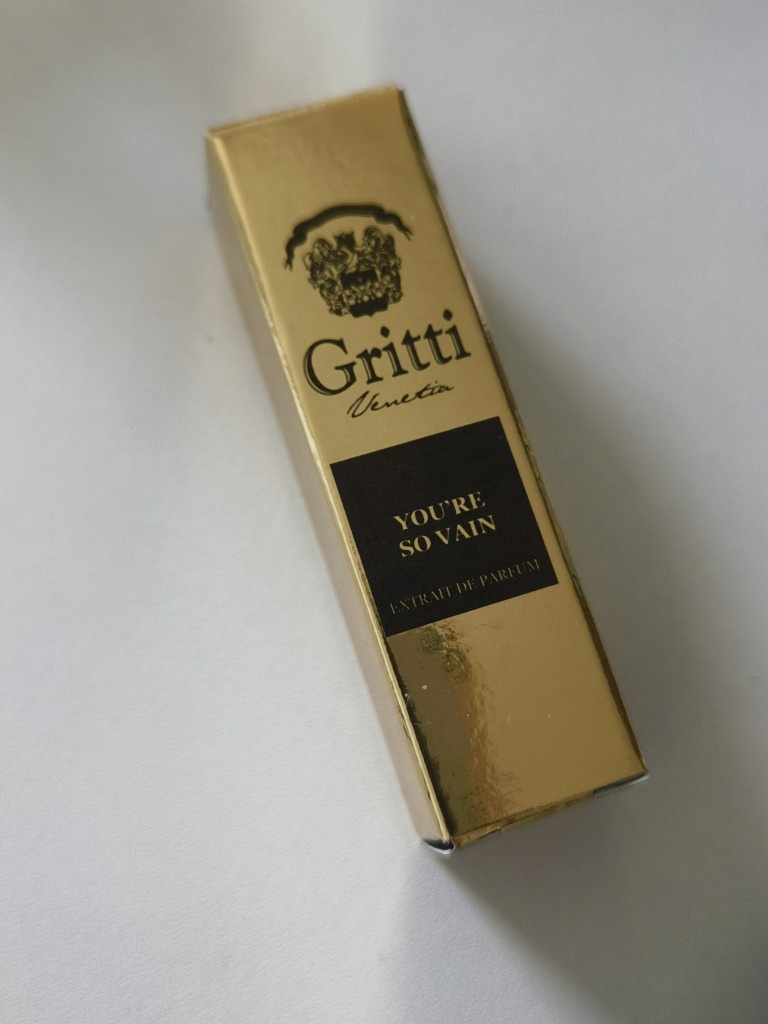 Gritti
Venetia
YOU'RE
SO VAIN
EXTRAIT DE PARFUM